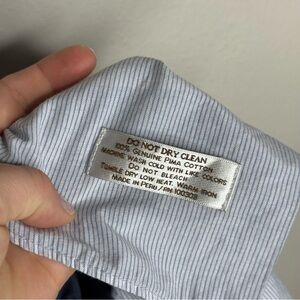 DO NOT DRY CLEAN
100% GENUINE PIMA COTTON
MACHINE WASH COLD WITH LIKE COLORS
DO NOT BLEACH
TUMBLE DRY LOW HEAT. WARM IRON
MADE IN PERU/RN 100308